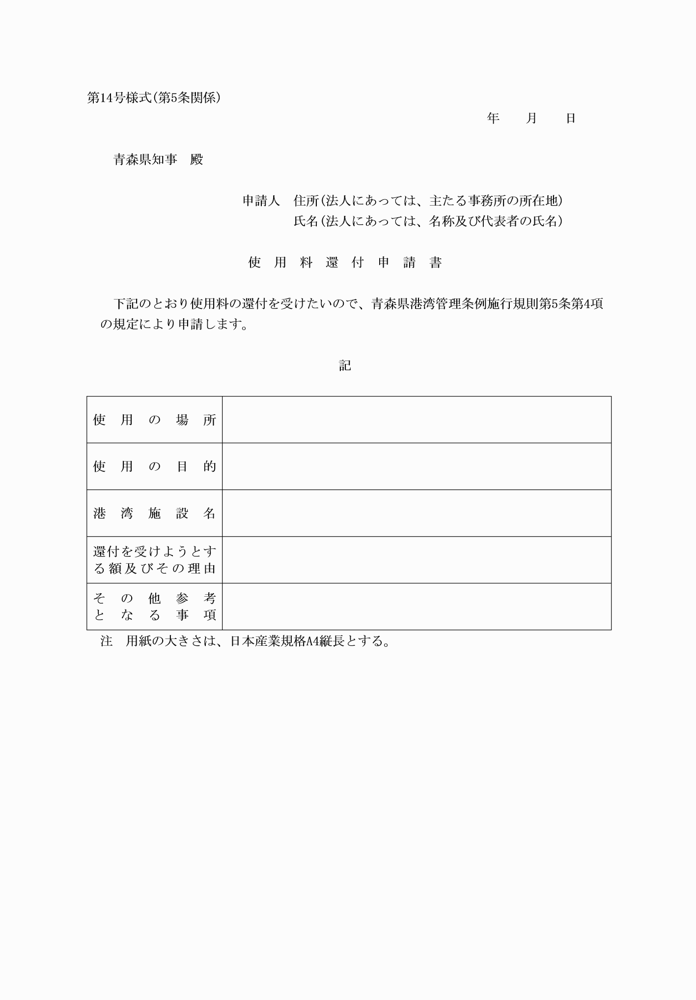 第14号様式(第5条関係)
年　　月　　日
青森県知事　殿
申請人　住所(法人にあっては、主たる事務所の所在地)
氏名(法人にあっては、名称及び代表者の氏名)
使　用　料　還　付　申　請　書
下記のとおり使用料の還付を受けたいので、青森県港湾管理条例施行規則第5条第4項
の規定により申請します。
記
使　用　の　場　所
使　用　の　目　的
港　湾　施　設　名
還付を受けようとす
る額及びその理由
そ　の　他　参　考
と　な　る　事　項
注　用紙の大きさは、日本産業規格A4縦長とする。